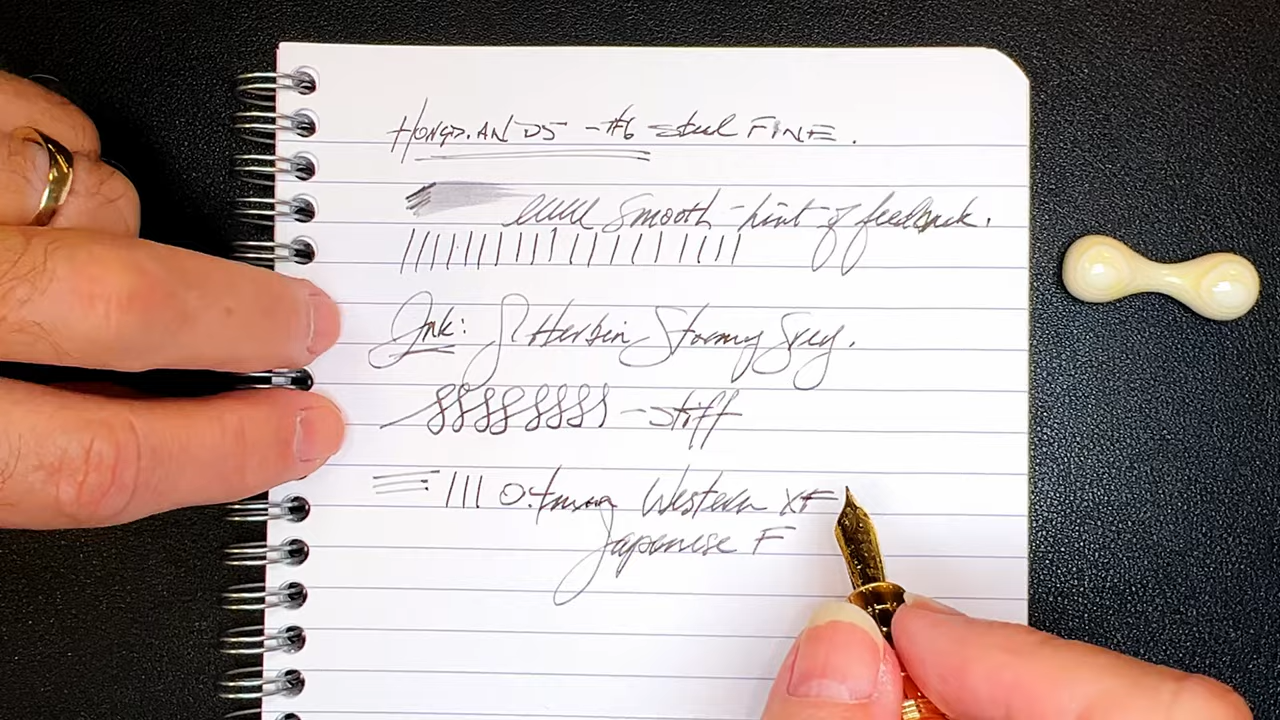 HONGDIAN D5 - #6 steel FINE.
Smooth - hint of feedback.
Ink: J Herbin Stormy Grey.
- stiff
0.4mm Western XF
Japanese F